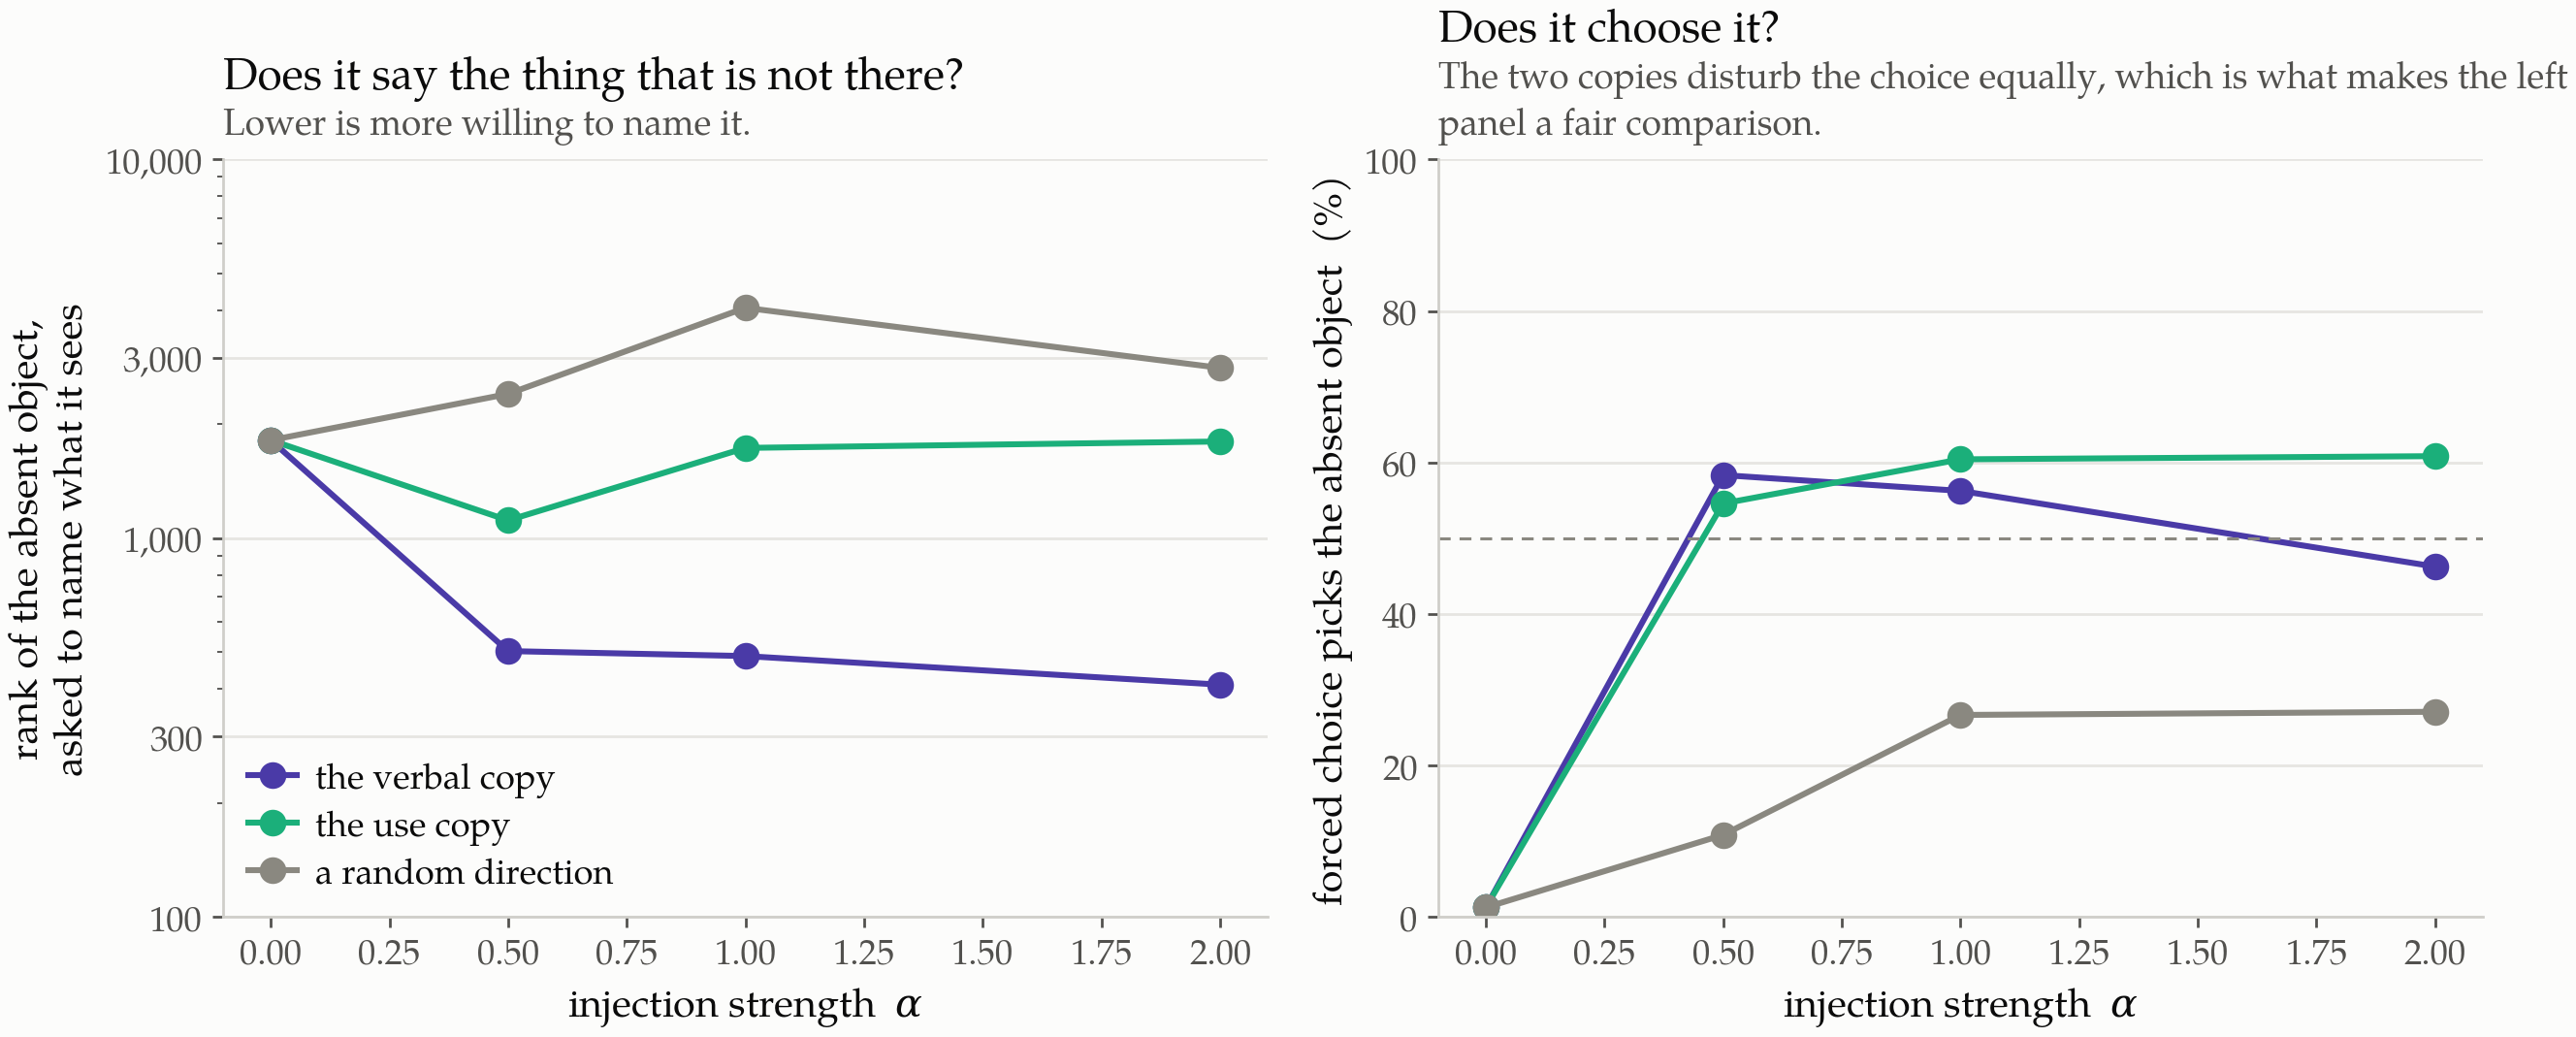 Does it say the thing that is not there?
Lower is more willing to name it.
rank of the absent object,
asked to name what it sees
10,000
3,000
1,000
300
100
the verbal copy
the use copy
a random direction
0.00 0.25 0.50 0.75 1.00 1.25 1.50 1.75 2.00
injection strength α
Does it choose it?
The two copies disturb the choice equally, which is what makes the left
panel a fair comparison.
forced choice picks the absent object (%)
100
80
60
40
20
0
0.00 0.25 0.50 0.75 1.00 1.25 1.50 1.75 2.00
injection strength α